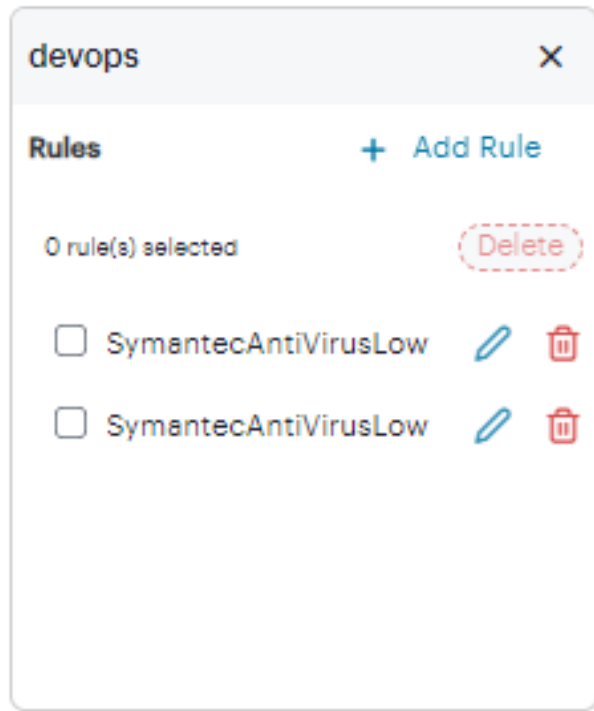 devops
Rules + Add Rule
0 rule(s) selected Delete
SymantecAntiVirusLow
SymantecAntiVirusLow